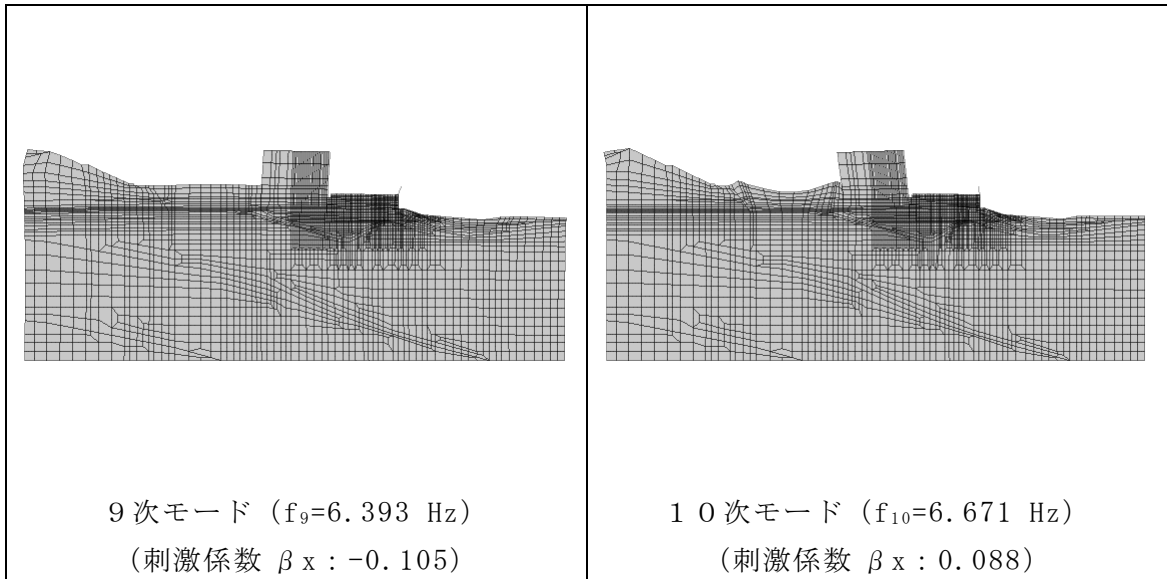 9次モード (f₉=6.393 Hz)
(刺激係数 βx：-0.105)
１０次モード (f₁₀=6.671 Hz)
(刺激係数 βx：0.088)